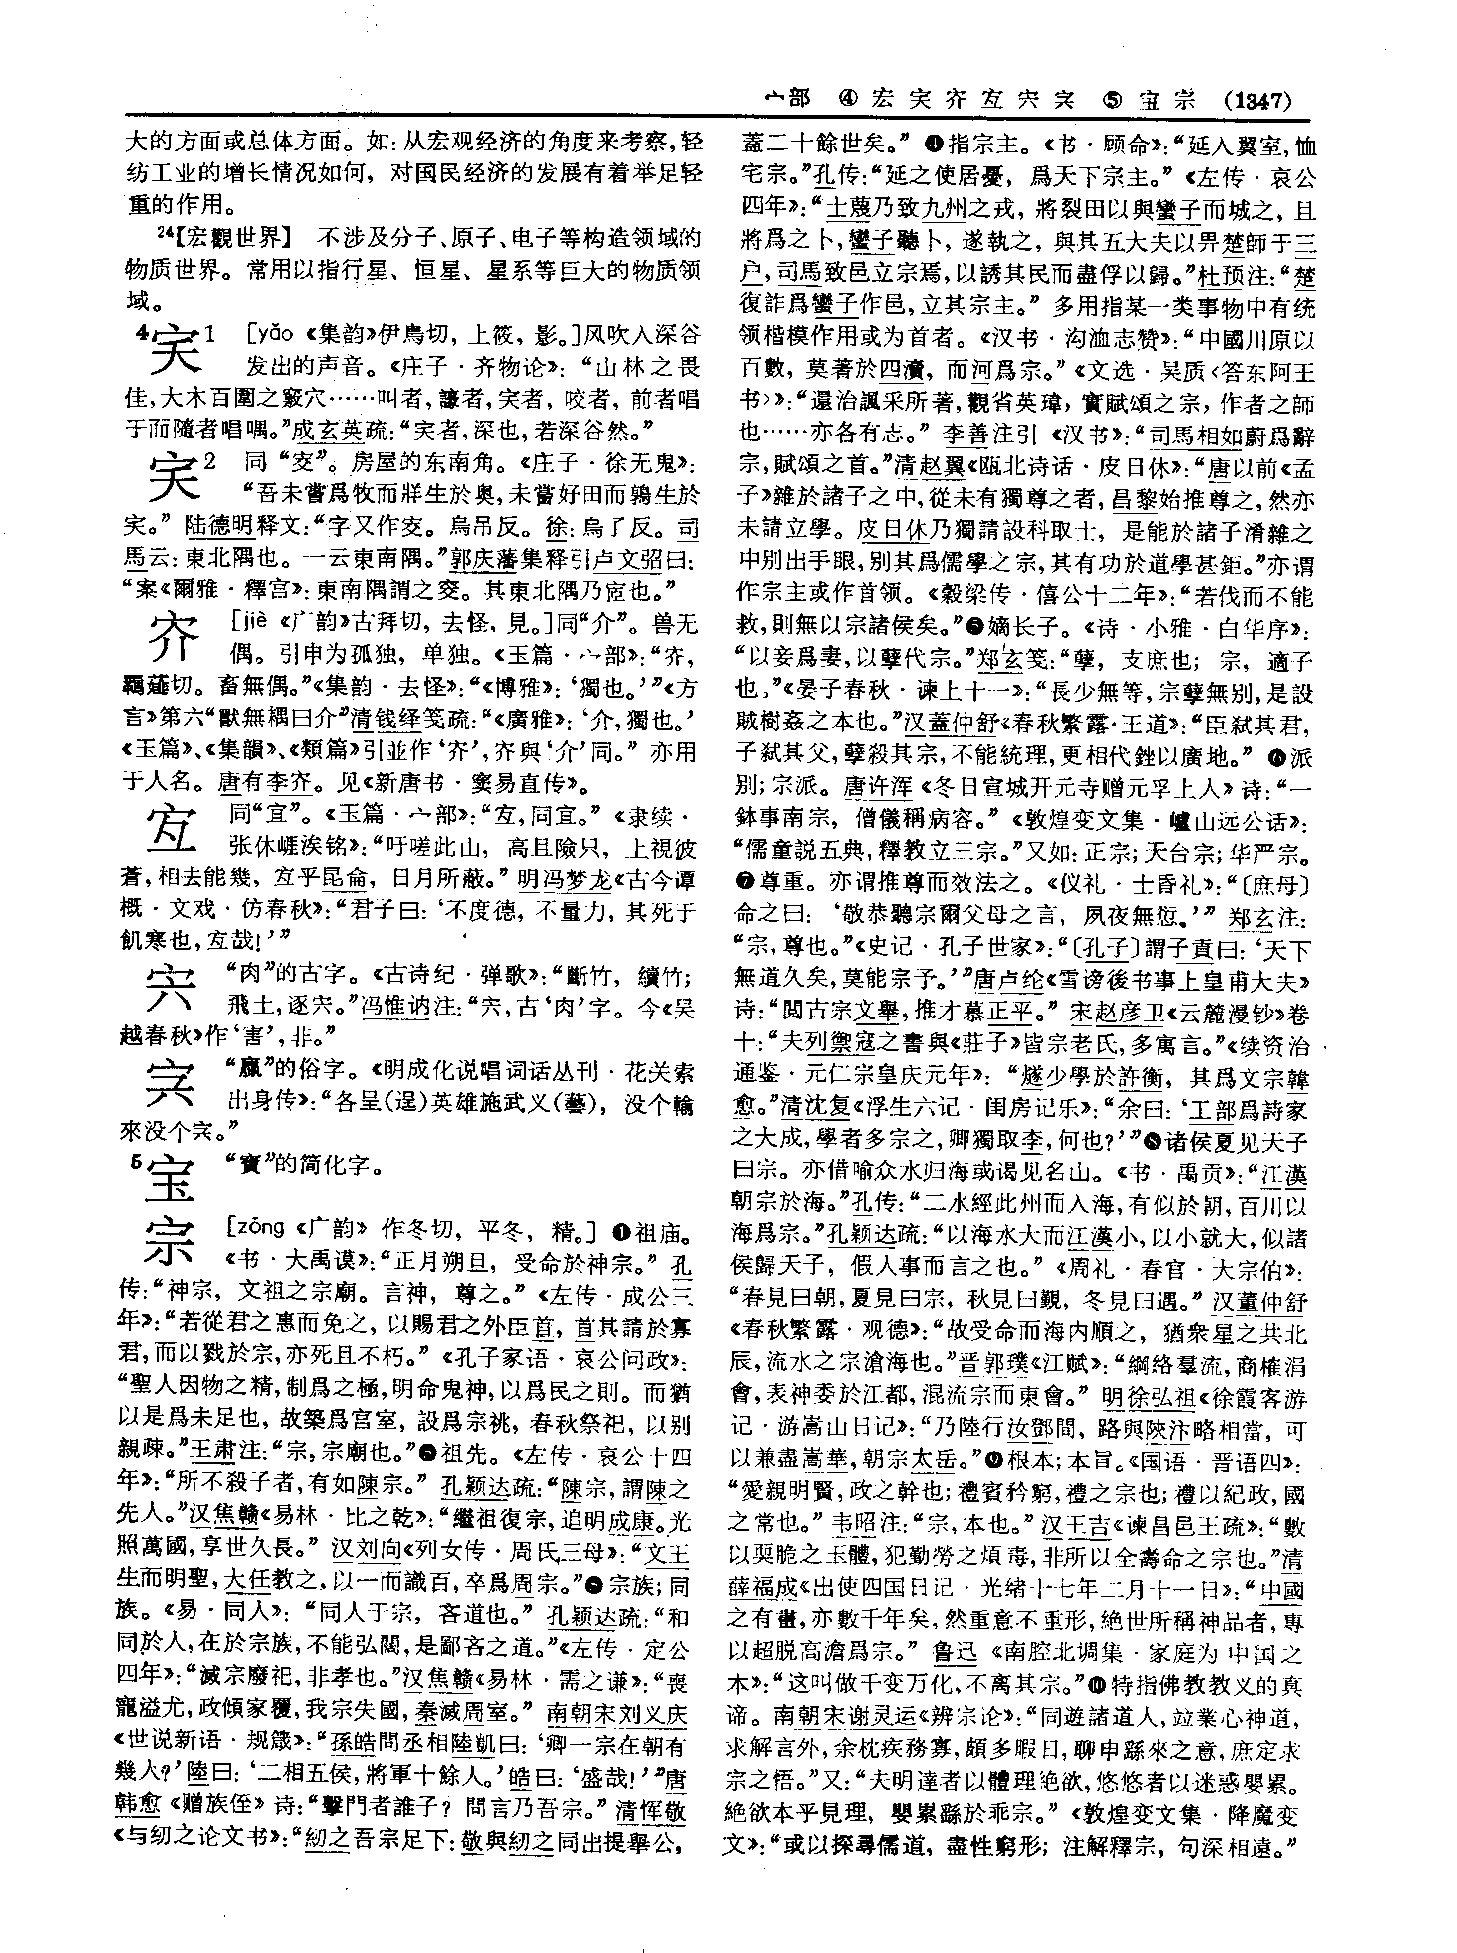 宀部 ④宏宎㝏㝌宍㝐 ⑤宝宗 (1347)
大的方面或总体方面。如:从宏观经济的角度来考察,轻
纺工业的增长情况如何,对国民经济的发展有着举足轻
重的作用。
24【宏觀世界】 不涉及分子、原子、电子等构造领域的
物质世界。常用以指行星、恒星、星系等巨大的物质领
域。
4宎1 [yǎo《集韵》伊鳥切,上筱,影。]风吹入深谷
发出的声音。《庄子·齐物论》:“山林之畏
佳,大木百圍之竅穴……叫者,譹者,宎者,咬者,前者唱
于而隨者唱喁。”成玄英疏:“宎者,深也,若深谷然。”
宎2 同“㝔”。房屋的东南角。《庄子·徐无鬼》:
“吾未嘗爲牧而牂生於奥,未嘗好田而鶉生於
宎。”陆德明释文:“字又作㝔。烏吊反。徐:烏了反。司
馬云:東北隅也。一云東南隅。”郭庆藩集释引卢文弨曰:
“案《爾雅·釋宫》:東南隅謂之㝔。其東北隅乃宧也。”
㝏 [jiè《广韵》古拜切,去怪,見。]同“介”。兽无
偶。引申为孤独,单独。《玉篇·宀部》:“㝏,
羁薤切。畜無偶。”《集韵·去怪》:“《博雅》:‘獨也。’”《方
言》第六“獸無耦曰介”清钱绎笺疏:“《廣雅》:‘介,獨也。’
《玉篇》、《集韻》、《類篇》引並作‘㝏’,㝏與‘介’同。”亦用
于人名。唐有李㝏。见《新唐书·窦易直传》。
㝌 同“宜”。《玉篇·宀部》:“㝌,同宜。”《隶续·
张休崕涘铭》:“吁嗟此山,高且險只,上視彼
蒼,相去能幾,㝌乎昆侖,日月所蔽。”明冯梦龙《古今谭
概·文戏·仿春秋》:“君子曰:‘不度德,不量力,其死于
飢寒也,㝌哉!’”
宍 “肉”的古字。《古诗纪·弹歌》:“斷竹,續竹;
飛土,逐宍。”冯惟讷注:“宍,古‘肉’字。今《吴
越春秋》作‘害’,非。”
㝐 “赢”的俗字。《明成化说唱词话丛刊·花关索
出身传》:“各呈(逞)英雄施武义(藝),没个輸
來没个㝐。”
5宝 “寶”的简化字。
宗 [zōng《广韵》作冬切,平冬,精。]❶祖庙。
《书·大禹谟》:“正月朔旦,受命於神宗。”孔
传:“神宗,文祖之宗廟。言神,尊之。”《左传·成公三
年》:“若從君之惠而免之,以賜君之外臣首,首其請於寡
君,而以戮於宗,亦死且不朽。”《孔子家语·哀公问政》:
“聖人因物之精,制爲之極,明命鬼神,以爲民之則。而猶
以是爲未足也,故築爲宫室,設爲宗祧,春秋祭祀,以别
親疎。”王肃注:“宗,宗廟也。”❷祖先。《左传·哀公十四
年》:“所不殺子者,有如陳宗。”孔颖达疏:“陳宗,謂陳之
先人。”汉焦赣《易林·比之乾》:“繼祖復宗,追明成康。光
照萬國,享世久長。”汉刘向《列女传·周氏三母》:“文王
生而明聖,大任教之,以一而識百,卒爲周宗。”❸宗族;同
族。《易·同人》:“同人于宗,吝道也。”孔颖达疏:“和
同於人,在於宗族,不能弘闊,是鄙吝之道。”《左传·定公
四年》:“滅宗廢祀,非孝也。”汉焦赣《易林·需之谦》:“喪
寵溢尤,政傾家覆,我宗失國,秦滅周室。”南朝宋刘义庆
《世说新语·规箴》:“孫皓問丞相陸凱曰:‘卿一宗在朝有
幾人?’陸曰:‘二相五侯,將軍十餘人。’皓曰:‘盛哉!’”唐
韩愈《赠族侄》诗:“擊門者誰子?問言乃吾宗。”清恽敬
《与纫之论文书》:“紉之吾宗足下:敬與紉之同出提舉公,
蓋二十餘世矣。”❹指宗主。《书·顾命》:“延入翼室,恤
宅宗。”孔传:“延之使居憂,爲天下宗主。”《左传·哀公
四年》:“士蔑乃致九州之戎,將裂田以與蠻子而城之,且
將爲之卜,蠻子聽卜,遂執之,與其五大夫以畀楚師于三
户,司馬致邑立宗焉,以誘其民而盡俘以歸。”杜预注:“楚
復詐爲蠻子作邑,立其宗主。”多用指某一类事物中有统
领楷模作用或为首者。《汉书·沟洫志赞》:“中國川原以
百數,莫著於四瀆,而河爲宗。”《文选·吴质〈答东阿王
书〉》:“還治諷采所著,觀省英瑋,實賦頌之宗,作者之師
也……亦各有志。”李善注引《汉书》:“司馬相如蔚爲辭
宗,賦頌之首。”清赵翼《瓯北诗话·皮日休》:“唐以前《孟
子》雜於諸子之中,從未有獨尊之者,昌黎始推尊之,然亦
未請立學。皮日休乃獨請設科取士,是能於諸子淆雜之
中别出手眼,别其爲儒學之宗,其有功於道學甚鉅。”亦谓
作宗主或作首领。《穀梁传·僖公十二年》:“若伐而不能
救,則無以宗諸侯矣。”❺嫡长子。《诗·小雅·白华序》:
“以妾爲妻,以孽代宗。”郑玄笺:“孽,支庶也;宗,適子
也。”《晏子春秋·谏上十一》:“長少無等,宗孽無别,是設
賊樹姦之本也。”汉董仲舒《春秋繁露·王道》:“臣弑其君,
子弑其父,孽殺其宗,不能統理,更相代銼以廣地。”❻派
别;宗派。唐许浑《冬日宣城开元寺赠元孚上人》诗:“一
鉢事南宗,僧儀稱病容。”《敦煌变文集·廬山远公话》:
“儒童説五典,釋教立三宗。”又如:正宗;天台宗;华严宗。
❼尊重。亦谓推尊而效法之。《仪礼·士昏礼》:“〔庶母〕
命之曰:‘敬恭聽宗爾父母之言,夙夜無愆。’”郑玄注:
“宗,尊也。”《史记·孔子世家》:“〔孔子〕謂子貢曰:‘天下
無道久矣,莫能宗予。’”唐卢纶《雪谤後书事上皇甫大夫》
诗:“閲古宗文舉,推才慕正平。”宋赵彦卫《云麓漫钞》卷
十:“夫列禦寇之書與《莊子》皆宗老氏,多寓言。”《续资治
通鉴·元仁宗皇庆元年》:“燧少學於許衡,其爲文宗韓
愈。”清沈复《浮生六记·闺房记乐》:“余曰:‘工部爲詩家
之大成,學者多宗之,卿獨取李,何也?’”❽诸侯夏见天子
曰宗。亦借喻众水归海或谒见名山。《书·禹贡》:“江漢
朝宗於海。”孔传:“二水經此州而入海,有似於朝,百川以
海爲宗。”孔颖达疏:“以海水大而江漢小,以小就大,似諸
侯歸天子,假人事而言之也。”《周礼·春官·大宗伯》:
“春見曰朝,夏見曰宗,秋見曰覲,冬見曰遇。”汉董仲舒
《春秋繁露·观德》:“故受命而海内順之,猶衆星之共北
辰,流水之宗滄海也。”晋郭璞《江赋》:“綱絡羣流,商榷涓
澮,表神委於江都,混流宗而東會。”明徐弘祖《徐霞客游
记·游嵩山日记》:“乃陸行汝鄧間,路與陝汴略相當,可
以兼盡嵩華,朝宗太岳。”❾根本;本旨。《国语·晋语四》:
“愛親明賢,政之幹也;禮賓矜窮,禮之宗也;禮以紀政,國
之常也。”韦昭注:“宗,本也。”汉王吉《谏昌邑王疏》:“數
以耎脆之玉體,犯勤勞之煩毒,非所以全壽命之宗也。”清
薛福成《出使四国日记·光绪十七年二月十一日》:“中國
之有畫,亦數千年矣,然重意不重形,絶世所稱神品者,專
以超脱高澹爲宗。”鲁迅《南腔北调集·家庭为中国之
本》:“这叫做千变万化,不离其宗。”❿特指佛教教义的真
谛。南朝宋谢灵运《辨宗论》:“同遊諸道人,竝業心神道,
求解言外,余枕疾務寡,頗多暇日,聊申繇來之意,庶定求
宗之悟。”又:“夫明達者以體理絶欲,悠悠者以迷惑嬰累。
絶欲本乎見理,嬰累繇於乖宗。”《敦煌变文集·降魔变
文》:“或以探尋儒道,盡性窮形;注解釋宗,句深相遠。”